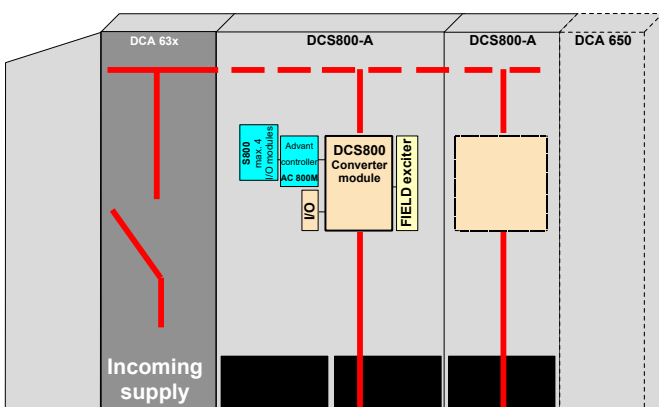 DCA 63x
DCS800-A
DCS800-A
DCA 650
S800
max. 4
I/O modules
Advant
controller
AC 800M
I/O
DCS800
Converter
module
FIELD exciter
Incoming
supply